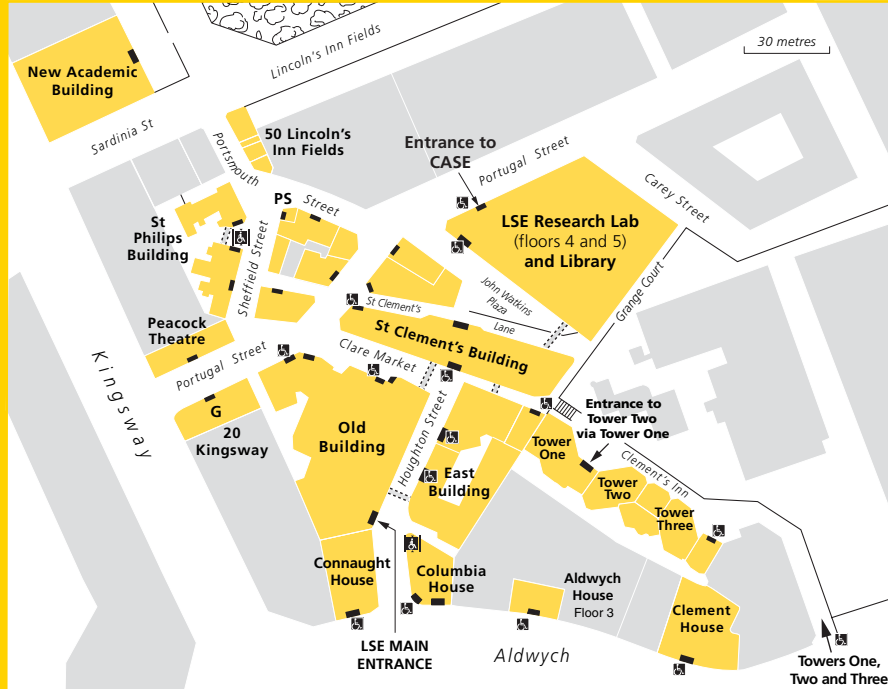 New Academic
Building
Lincoln's Inn Fields
30 metres
Sardinia St
Portsmouth
Street
50 Lincoln's
Inn Fields
Entrance to
CASE
Portugal Street
Carey Street
PS
St
Philips
Building
Sheffield Street
LSE Research Lab
(floors 4 and 5)
and Library
John Watkins
Plaza
Grange Court
St Clement's
Lane
St Clement's Building
Peacock
Theatre
Portugal Street
Clare Market
Kingsway
G
20
Kingsway
Old
Building
Houghton Street
East
Building
Entrance to
Tower Two
via Tower One
Tower
One
Tower
Two
Tower
Three
Clement's Inn
Connaught
House
Columbia
House
Aldwych
House
Floor 3
Clement
House
LSE MAIN
ENTRANCE
Aldwych
Towers One,
Two and Three